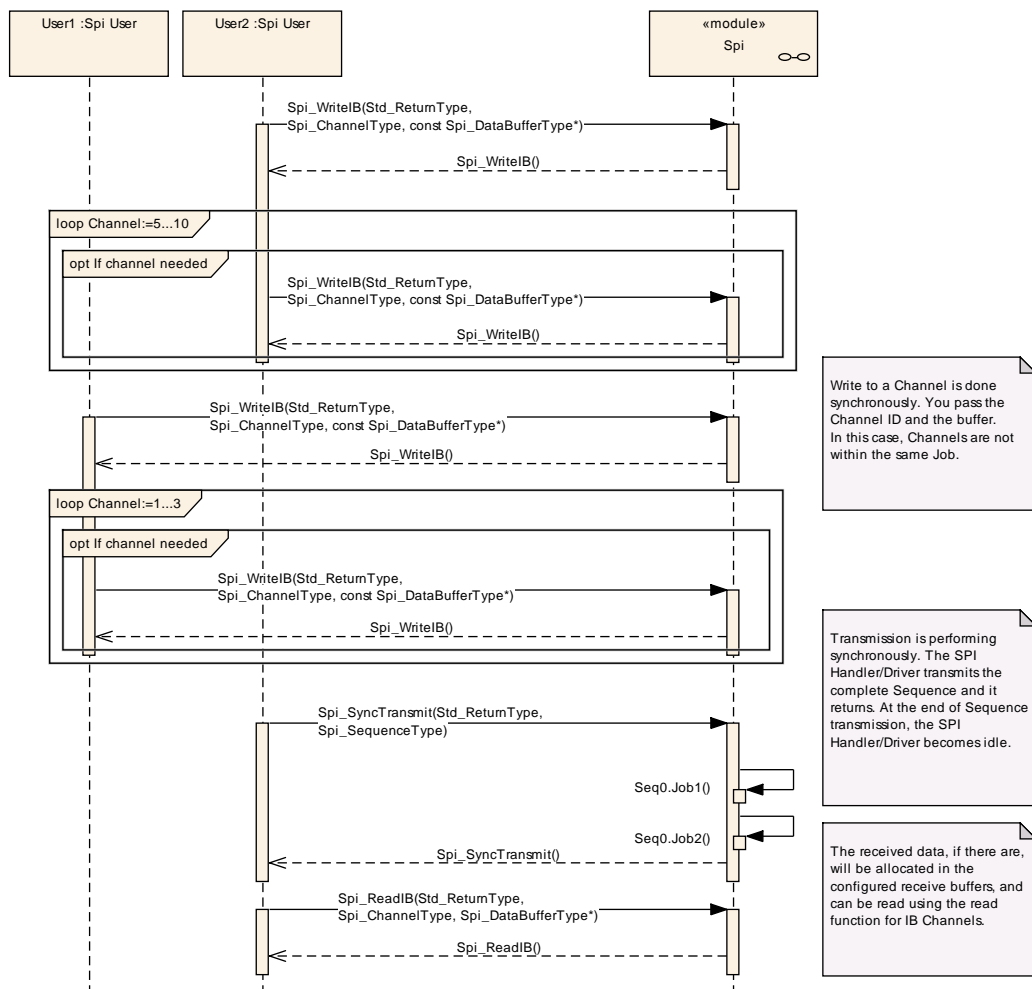 User1 :Spi User
User2 :Spi User
«module»
Spi
Spi_WriteIB(Std_ReturnType,
Spi_ChannelType, const Spi_DataBufferType*)
Spi_WriteIB()
loop Channel:=5...10
opt If channel needed
Spi_WriteIB(Std_ReturnType,
Spi_ChannelType, const Spi_DataBufferType*)
Spi_WriteIB()
Write to a Channel is done
synchronously. You pass the
Channel ID and the buffer.
In this case, Channels are not
within the same Job.
Spi_WriteIB(Std_ReturnType,
Spi_ChannelType, const Spi_DataBufferType*)
Spi_WriteIB()
loop Channel:=1...3
opt If channel needed
Spi_WriteIB(Std_ReturnType,
Spi_ChannelType, const Spi_DataBufferType*)
Spi_WriteIB()
Transmission is performing
synchronously. The SPI
Handler/Driver transmits the
complete Sequence and it
returns. At the end of Sequence
transmission, the SPI
Handler/Driver becomes idle.
Spi_SyncTransmit(Std_ReturnType,
Spi_SequenceType)
Seq0.Job1()
Seq0.Job2()
Spi_SyncTransmit()
The received data, if there are,
will be allocated in the
configured receive buffers, and
can be read using the read
function for IB Channels.
Spi_ReadIB(Std_ReturnType,
Spi_ChannelType, Spi_DataBufferType*)
Spi_ReadIB()